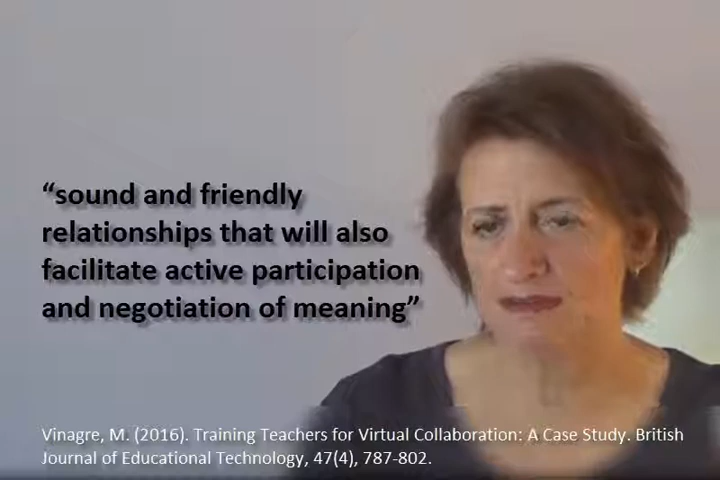 “sound and friendly
relationships that will also
facilitate active participation
and negotiation of meaning”
Vinagre, M. (2016). Training Teachers for Virtual Collaboration: A Case Study. British
Journal of Educational Technology, 47(4), 787-802.